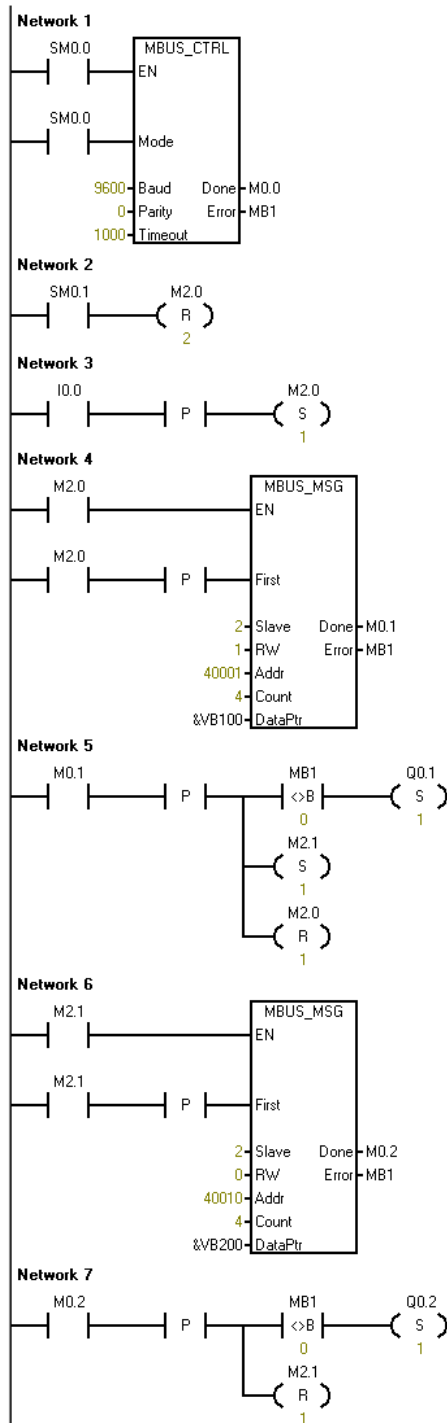 Network 1
SM0.0 MBUS_CTRL
EN
SM0.0
Mode
9600 Baud Done M0.0
0 Parity Error MB1
1000 Timeout
Network 2
SM0.1 M2.0
R
2
Network 3
I0.0 M2.0
P S
1
Network 4
M2.0 MBUS_MSG
EN
M2.0
P First
2 Slave Done M0.1
1 RW Error MB1
40001 Addr
4 Count
&VB100 DataPtr
Network 5
M0.1 MB1 Q0.1
P <>B S
0 1
M2.1
S
1
M2.0
R
1
Network 6
M2.1 MBUS_MSG
EN
M2.1
P First
2 Slave Done M0.2
0 RW Error MB1
40010 Addr
4 Count
&VB200 DataPtr
Network 7
M0.2 MB1 Q0.2
P <>B S
0 1
M2.1
R
1